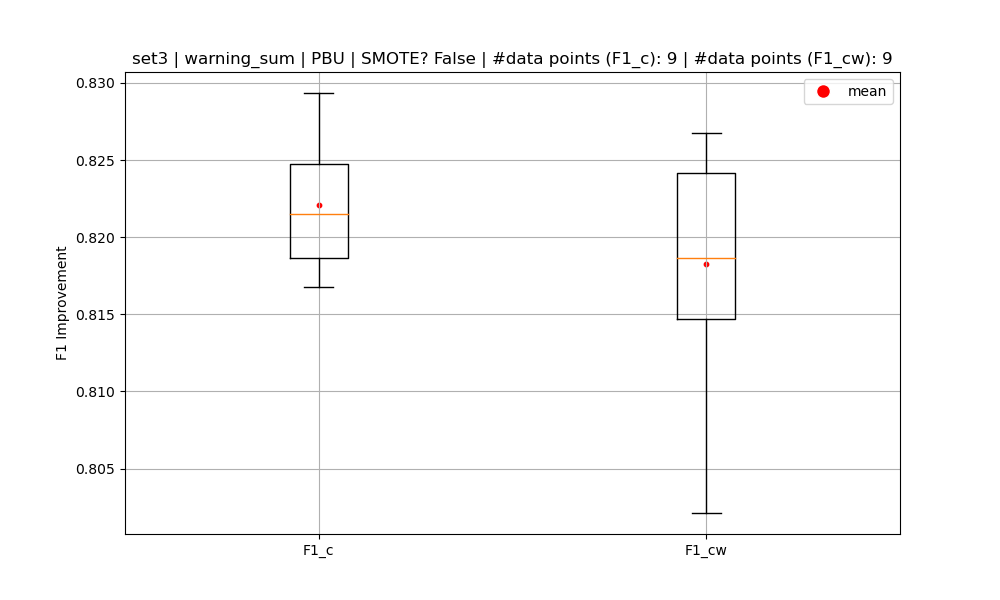 set3 | warning_sum | PBU | SMOTE? False | #data points (F1_c): 9 | #data points (F1_cw): 9
mean
0.830
0.825
0.820
0.815
0.810
0.805
F1 Improvement
F1_c
F1_cw